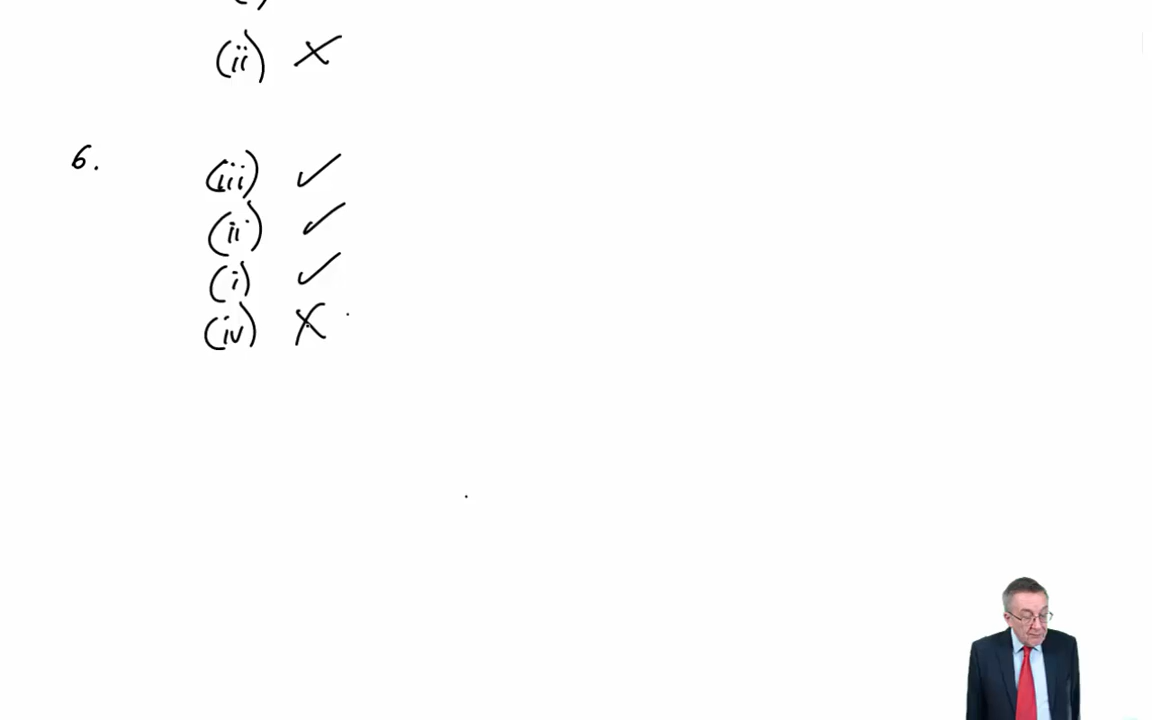 (ii) ✗
6. (iii) ✓
(ii) ✓
(i) ✓
(iv) ✗